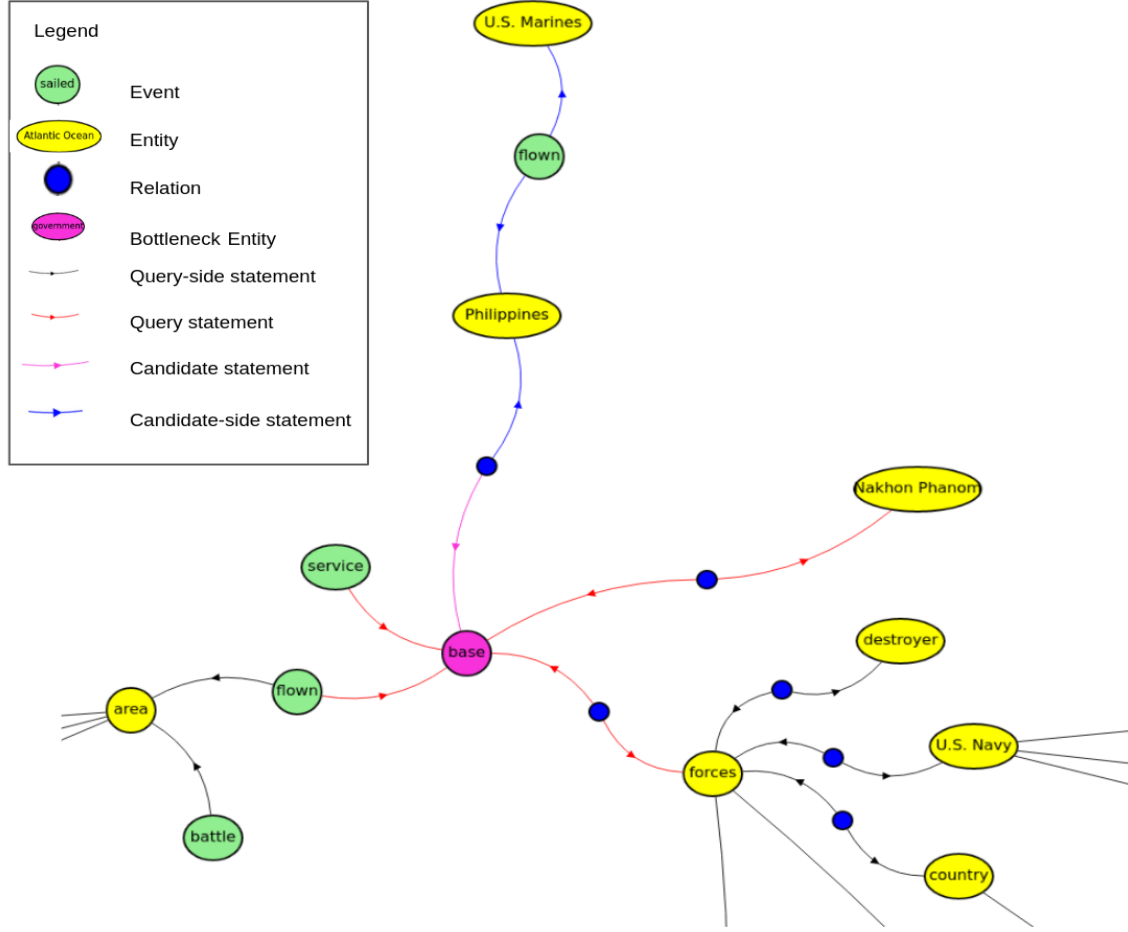 Legend
sailed
Event
Atlantic Ocean
Entity
Relation
government
Bottleneck Entity
Query-side statement
Query statement
Candidate statement
Candidate-side statement
U.S. Marines
flown
Philippines
Nakhon Phanom
service
base
destroyer
flown
area
U.S. Navy
forces
battle
country